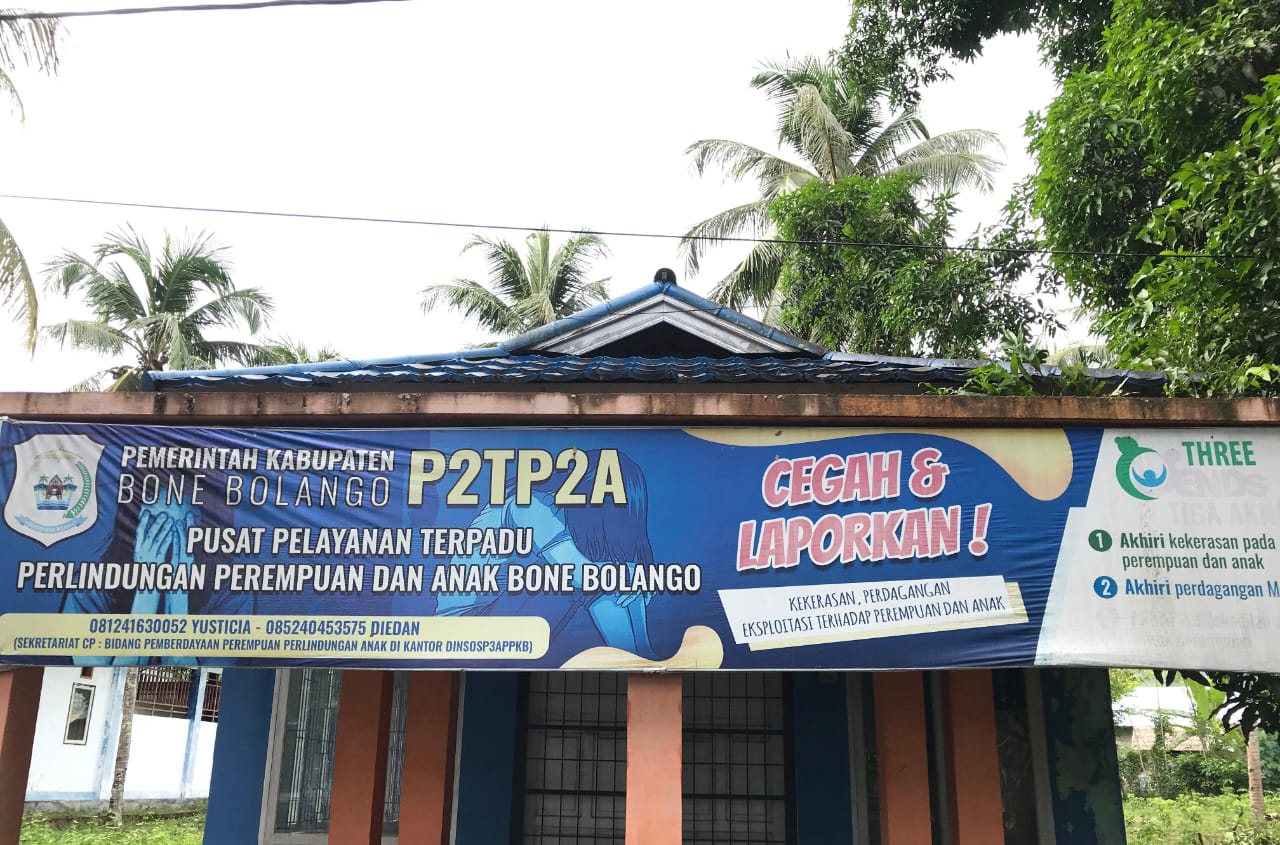 PEMERINTAH KABUPATEN
BONE BOLANGO
P2TP2A
PUSAT PELAYANAN TERPADU
PERLINDUNGAN PEREMPUAN DAN ANAK BONE BOLANGO
081241630052 YUSTICIA - 085240453575 DIEDAN
(SEKRETARIAT CP : BIDANG PEMBERDAYAAN PEREMPUAN PERLINDUNGAN ANAK DI KANTOR DINSOSP3APPKB)
CEGAH &
LAPORKAN !
KEKERASAN, PERDAGANGAN
EKSPLOITASI TERHADAP PEREMPUAN DAN ANAK
THREE
ENDS
TIGA
1 Akhiri kekerasan pada
perempuan dan anak
2 Akhiri perdagangan M